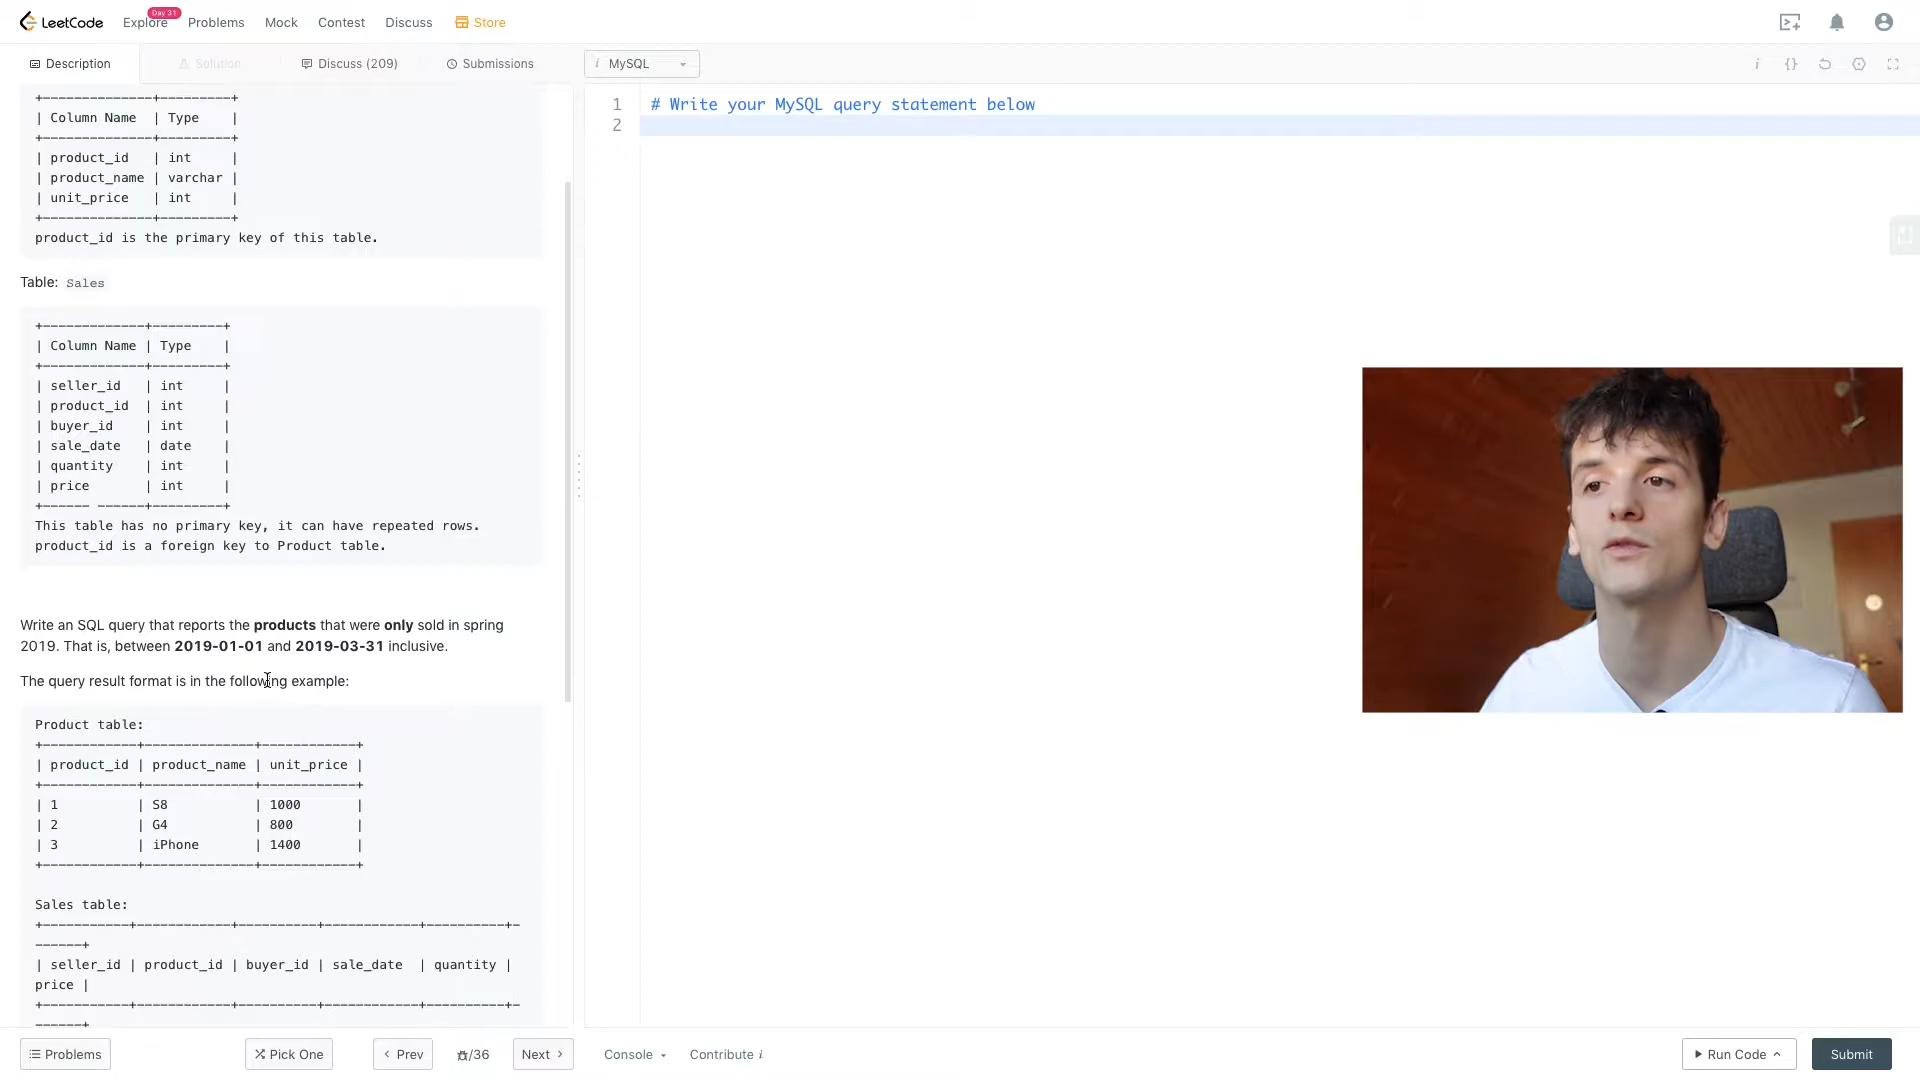 LeetCode
Explore
Day 31
Problems
Mock
Contest
Discuss
Store
Description
Solution
Discuss (209)
Submissions
i MySQL
+--------------+---------+
| Column Name  | Type    |
+--------------+---------+
| product_id   | int     |
| product_name | varchar |
| unit_price   | int     |
+--------------+---------+
product_id is the primary key of this table.
Table: Sales
+-------------+---------+
| Column Name | Type    |
+-------------+---------+
| seller_id   | int     |
| product_id  | int     |
| buyer_id    | int     |
| sale_date   | date    |
| quantity    | int     |
| price       | int     |
+------ ------+---------+
This table has no primary key, it can have repeated rows.
product_id is a foreign key to Product table.
Write an SQL query that reports the products that were only sold in spring
2019. That is, between 2019-01-01 and 2019-03-31 inclusive.
The query result format is in the following example:
Product table:
+------------+--------------+------------+
| product_id | product_name | unit_price |
+------------+--------------+------------+
| 1          | S8           | 1000       |
| 2          | G4           | 800        |
| 3          | iPhone       | 1400       |
+------------+--------------+------------+
Sales table:
+-----------+------------+----------+------------+----------+-
------+
| seller_id | product_id | buyer_id | sale_date  | quantity |
price |
+-----------+------------+----------+------------+----------+-
------+
1 # Write your MySQL query statement below
2
i {}
Problems
Pick One
Prev
/36
Next
Console
Contribute i
Run Code
Submit